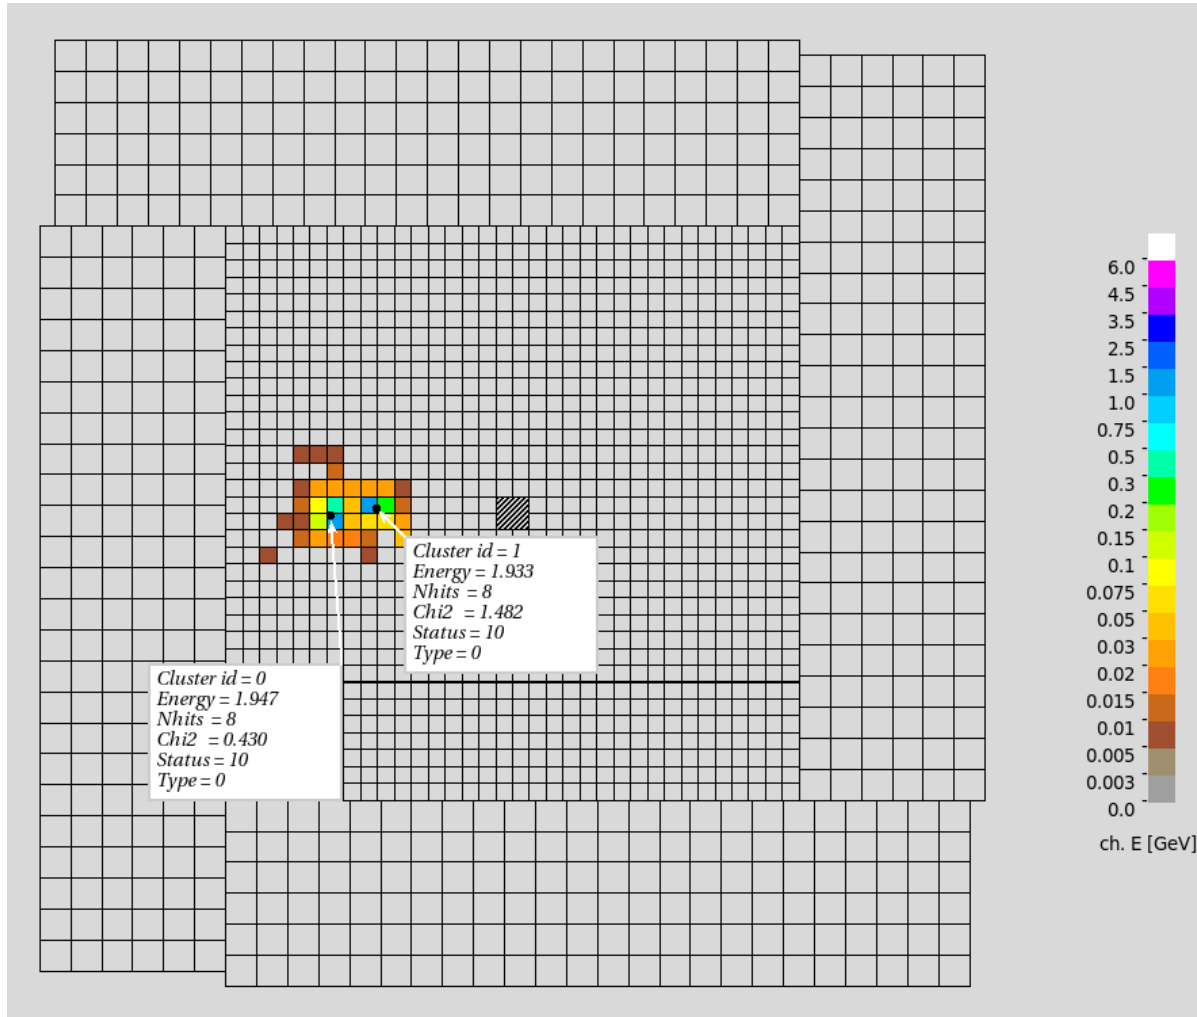 Cluster id = 1
Energy = 1.933
Nhits = 8
Chi2 = 1.482
Status = 10
Type = 0
Cluster id = 0
Energy = 1.947
Nhits = 8
Chi2 = 0.430
Status = 10
Type = 0
6.0
4.5
3.5
2.5
1.5
1.0
0.75
0.5
0.3
0.2
0.15
0.1
0.075
0.05
0.03
0.02
0.015
0.01
0.005
0.003
0.0
ch. E [GeV]